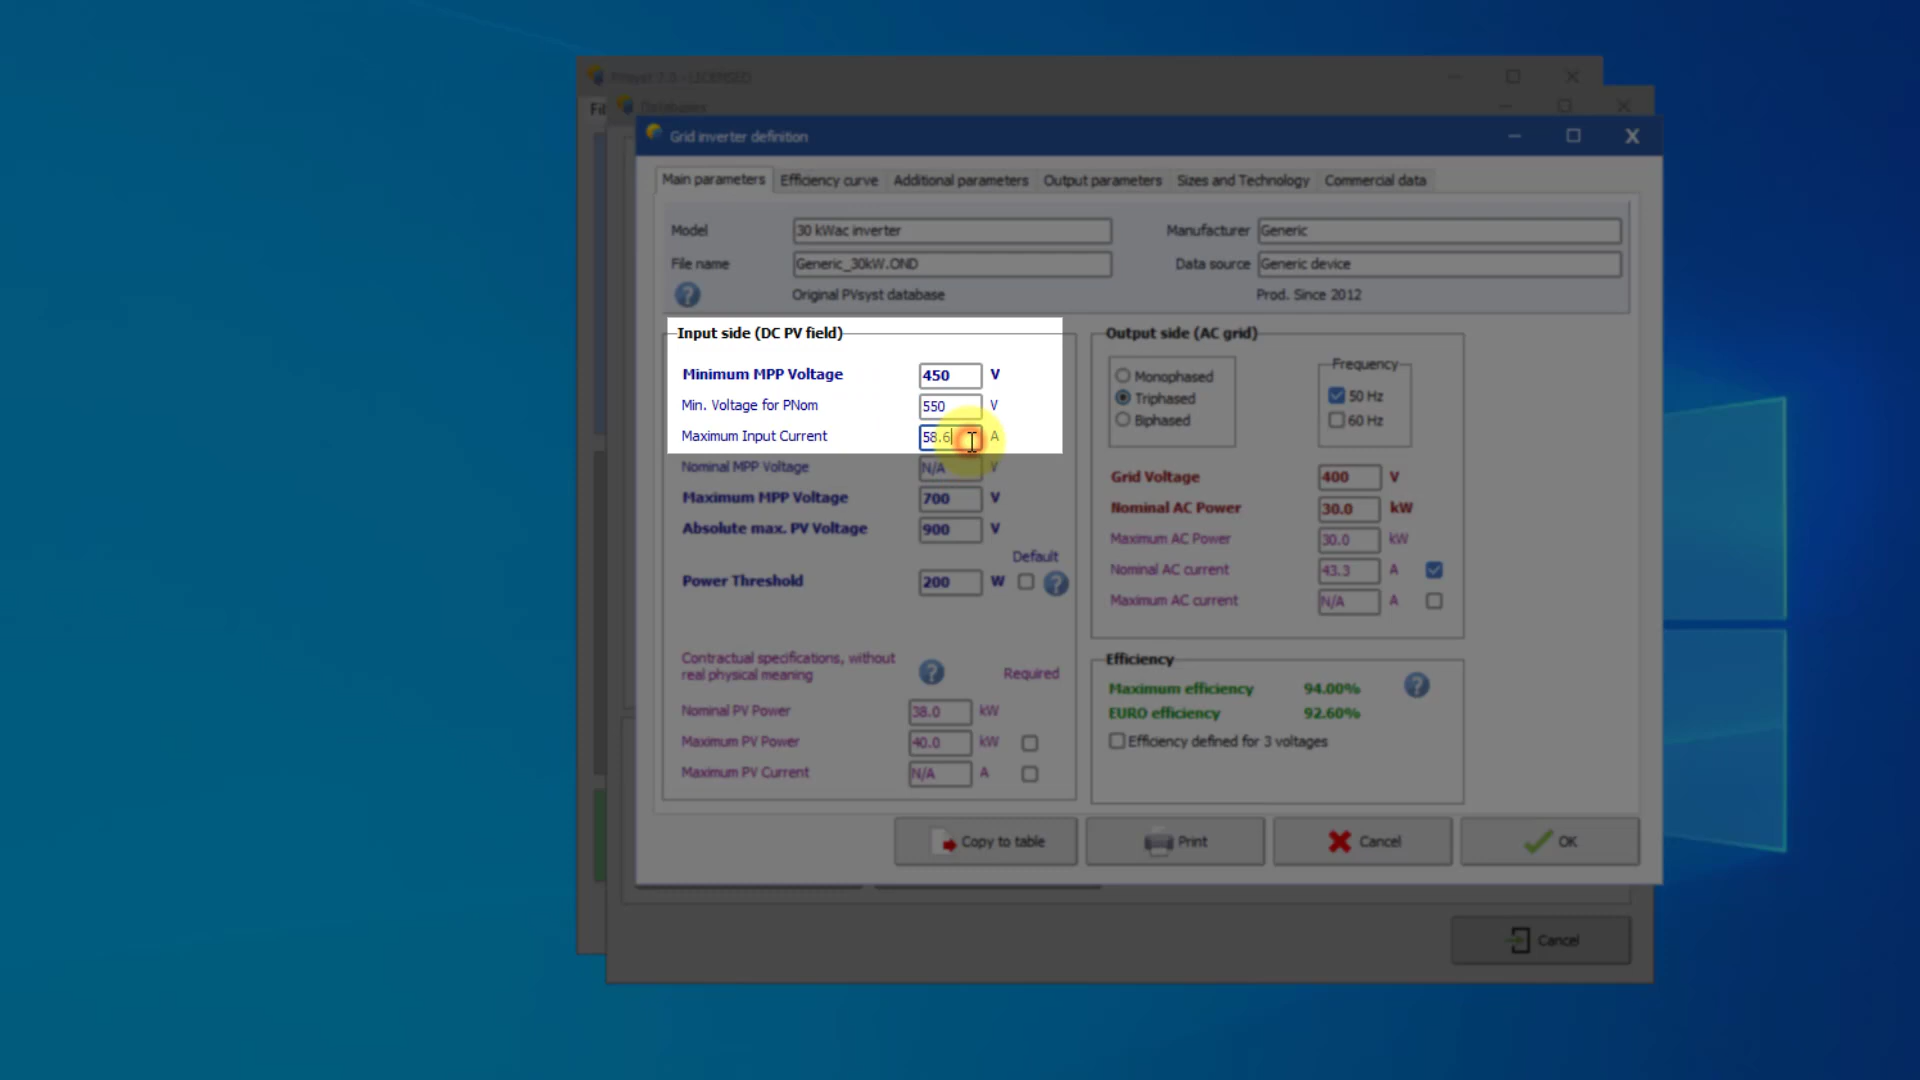 PVsyst 7.0 - LICENSED
Fil
Databases
Grid inverter definition
Main parameters Efficiency curve Additional parameters Output parameters Sizes and Technology Commercial data
Model 30 kWac inverter Manufacturer Generic
File name Generic_30kW.OND Data source Generic device
? Original PVsyst database Prod. Since 2012
Input side (DC PV field)
Minimum MPP Voltage 450 V
Min. Voltage for PNom 550 V
Maximum Input Current 58.6 A
Nominal MPP Voltage N/A V
Maximum MPP Voltage 700 V
Absolute max. PV Voltage 900 V
Default
Power Threshold 200 W ?
Contractual specifications, without
real physical meaning ? Required
Nominal PV Power 38.0 kW
Maximum PV Power 40.0 kW
Maximum PV Current N/A A
Output side (AC grid)
Monophased
Triphased
Biphased
Frequency
50 Hz
60 Hz
Grid Voltage 400 V
Nominal AC Power 30.0 kW
Maximum AC Power 30.0 kW
Nominal AC current 43.3 A
Maximum AC current N/A A
Efficiency
Maximum efficiency 94.00% ?
EURO efficiency 92.60%
Efficiency defined for 3 voltages
Copy to table Print Cancel OK
Cancel